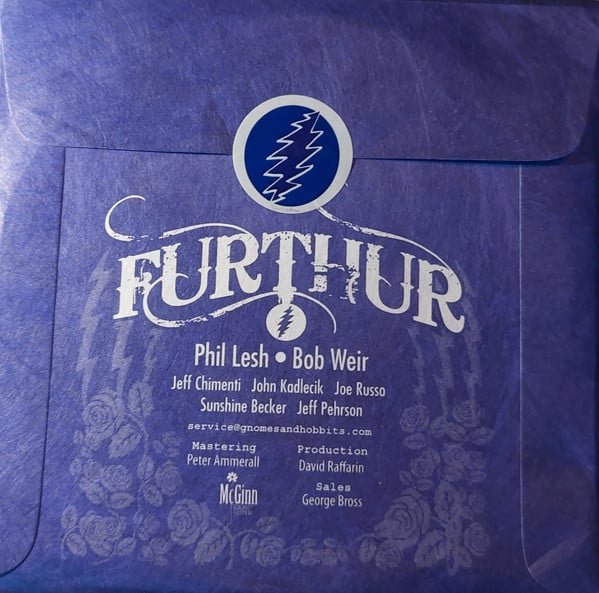 FURTHUR
Phil Lesh • Bob Weir
Jeff Chimenti John Kadlecik Joe Russo
Sunshine Becker Jeff Pehrson
service@gnomesandhobbits.com
Mastering Production
Peter Ammerall David Raffarin
McGinn Sales
George Bross